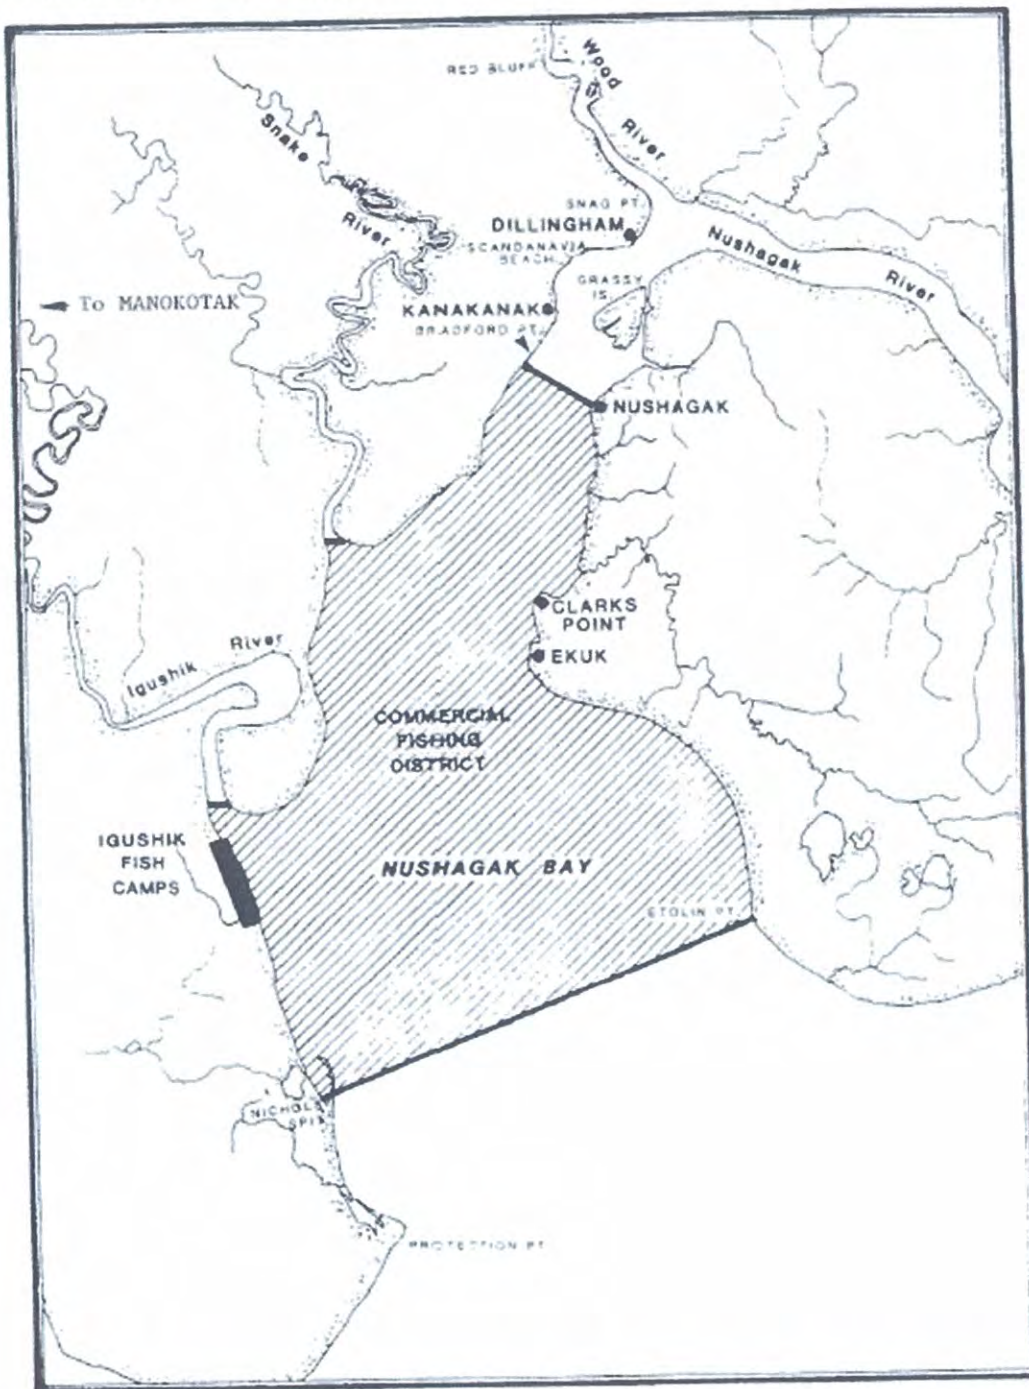 RED BLUFF
Wood
River
Snake
River
SNAG PT.
DILLINGHAM
SCANDANAVIA
BEACH
Nushagak
River
To MANOKOTAK
GRASSY
IS.
KANAKANAK
BRADFORD PT.
NUSHAGAK
CLARKS
POINT
EKUK
Igushik River
COMMERCIAL
FISHING
DISTRICT
IGUSHIK
FISH
CAMPS
NUSHAGAK BAY
ETOLIN PT.
NICHOLS
SPIT
PROTECTION PT.